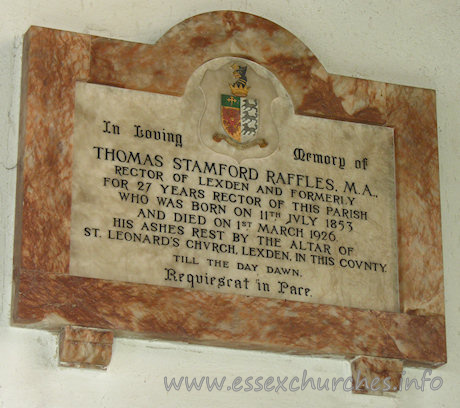 In Loving Memory of
THOMAS STAMFORD RAFFLES, M.A.,
RECTOR OF LEXDEN AND FORMERLY
FOR 27 YEARS RECTOR OF THIS PARISH
WHO WAS BORN ON 11TH JVLY 1853
AND DIED ON 1ST MARCH 1926.
HIS ASHES REST BY THE ALTAR OF
ST. LEONARD'S CHVRCH, LEXDEN, IN THIS COVNTY.
TILL THE DAY DAWN.
Requiescat in Pace.
www.essexchurches.info